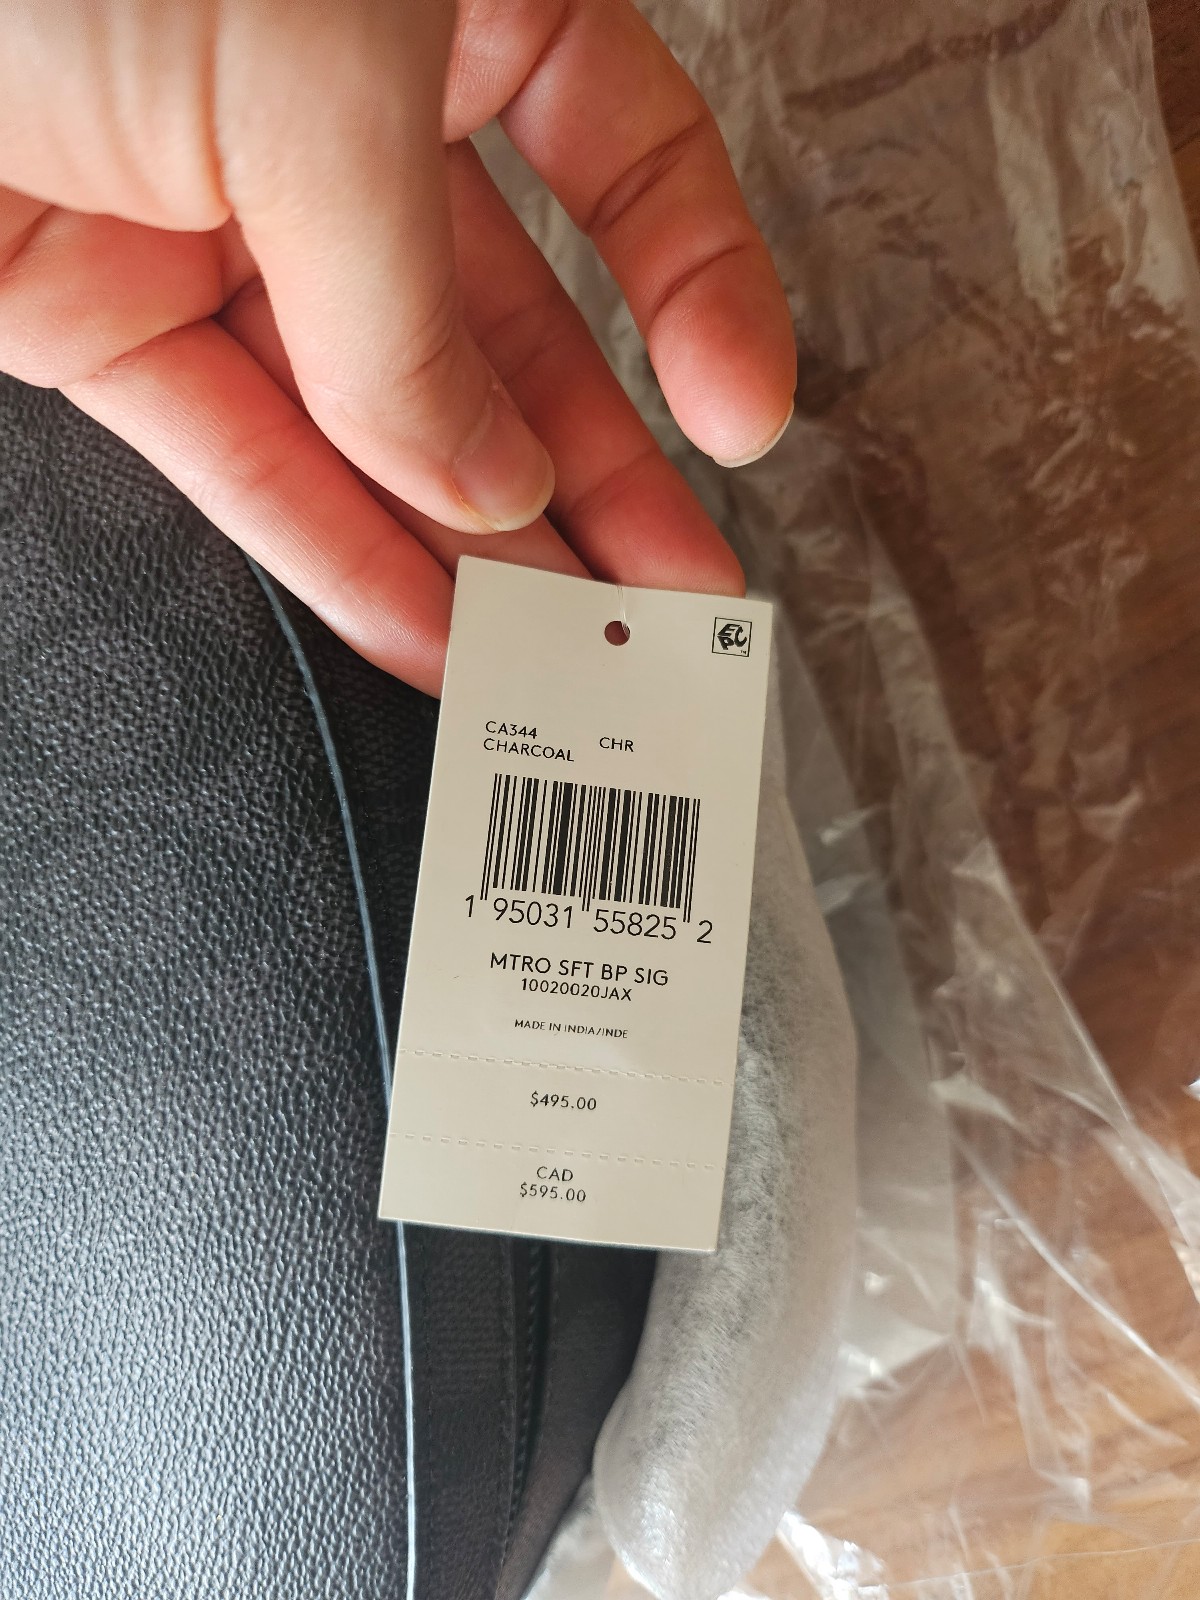 EPC
CA344 CHR
CHARCOAL
1 95031 55825 2
MTRO SFT BP SIG
10020020JAX
MADE IN INDIA/INDE
$495.00
CAD
$595.00